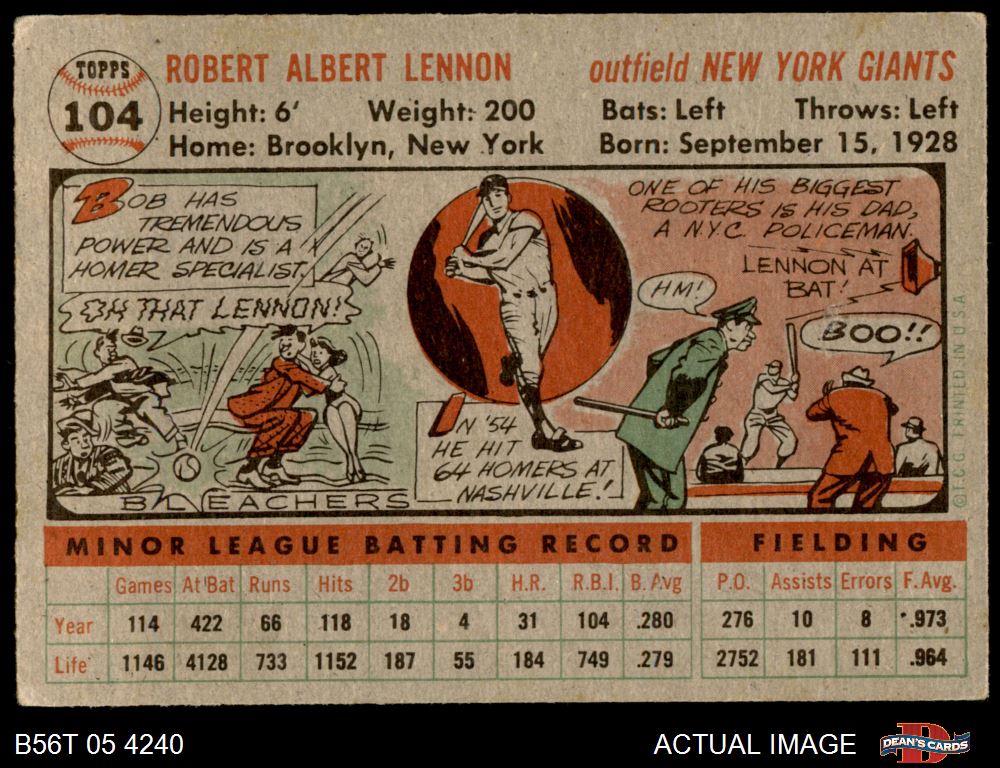 TOPPS
104
ROBERT ALBERT LENNON
outfield NEW YORK GIANTS
Height: 6' Weight: 200
Bats: Left Throws: Left
Home: Brooklyn, New York
Born: September 15, 1928
BOB HAS
TREMENDOUS
POWER AND IS A
HOMER SPECIALIST.
OH THAT LENNON!
BLEACHERS
IN '54
HE HIT
64 HOMERS AT
NASHVILLE!
ONE OF HIS BIGGEST
ROOTERS IS HIS DAD,
A N.Y.C. POLICEMAN.
LENNON AT
BAT!
HM!
BOO!!
© T.C.G. PRINTED IN U.S.A.
MINOR LEAGUE BATTING RECORD
FIELDING
Games At Bat Runs Hits 2b 3b H.R. R.B.I. B. Avg P.O. Assists Errors F. Avg.
Year 114 422 66 118 18 4 31 104 .280 276 10 8 .973
Life 1146 4128 733 1152 187 55 184 749 .279 2752 181 111 .964
B56T 05 4240
ACTUAL IMAGE
DEAN'S CARDS